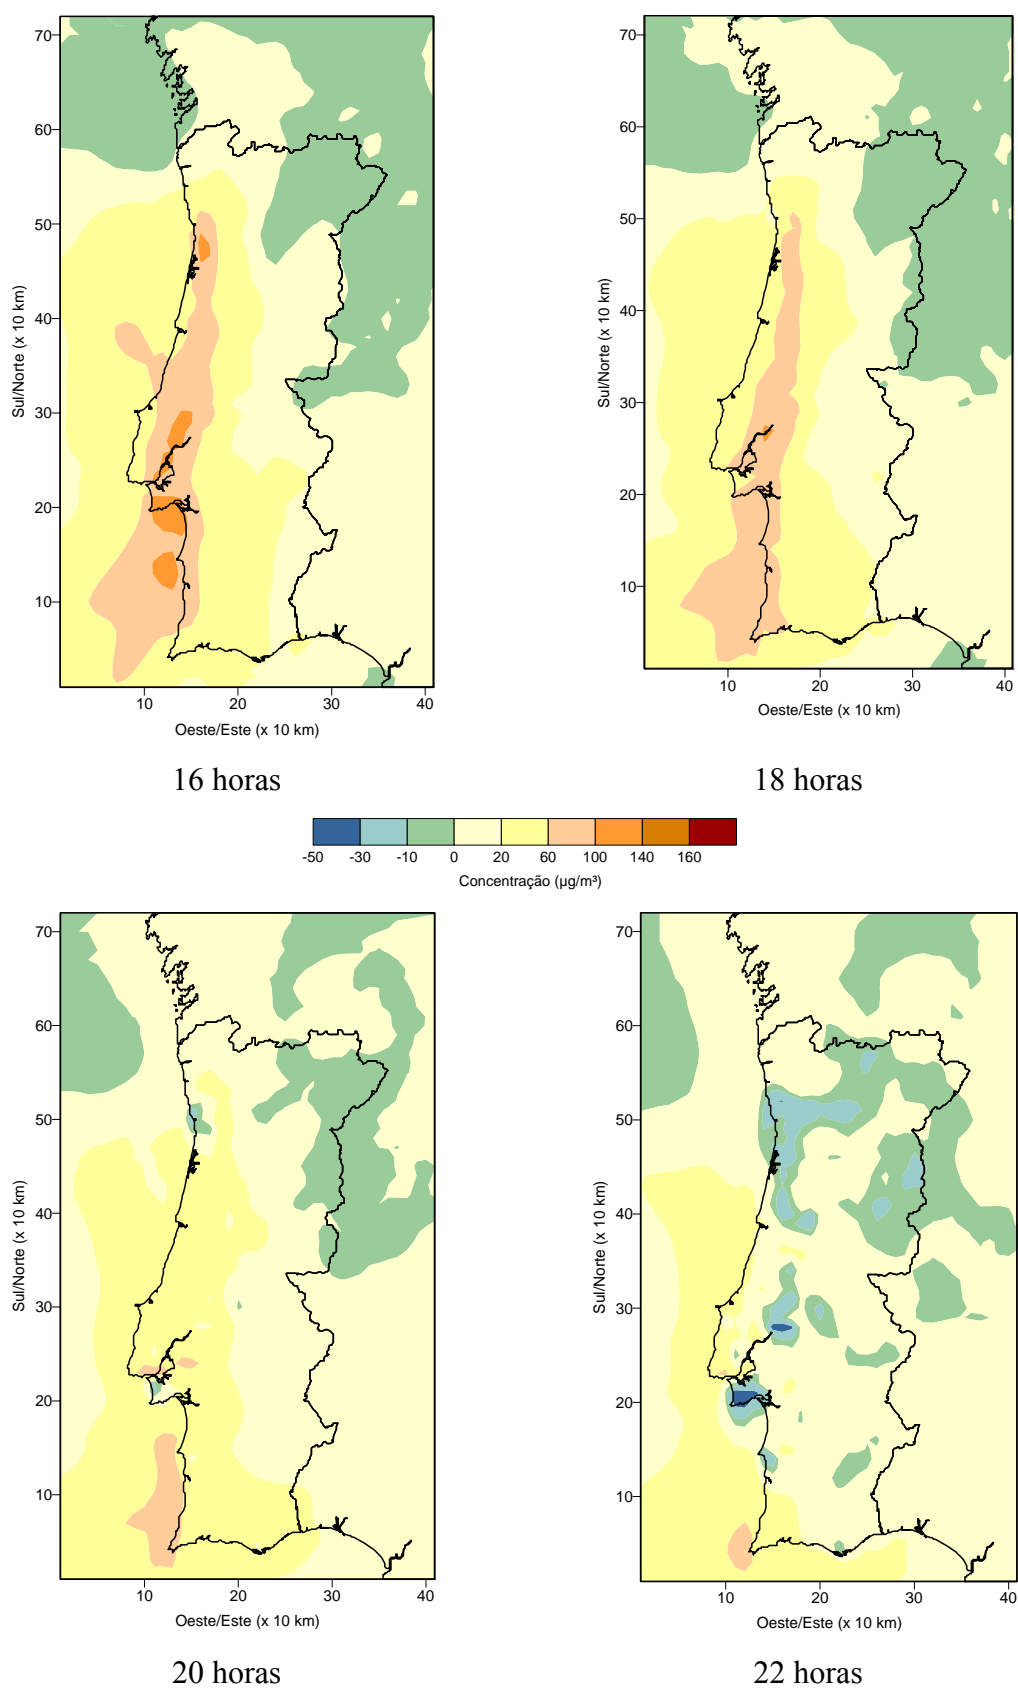 70
60
50
40
30
20
10
Sul/Norte (x 10 km)
10 20 30 40
Oeste/Este (x 10 km)
16 horas
70
60
50
40
30
20
10
Sul/Norte (x 10 km)
10 20 30 40
Oeste/Este (x 10 km)
18 horas
-50 -30 -10 0 20 60 100 140 160
Concentração (µg/m³)
70
60
50
40
30
20
10
Sul/Norte (x 10 km)
10 20 30 40
Oeste/Este (x 10 km)
20 horas
70
60
50
40
30
20
10
Sul/Norte (x 10 km)
10 20 30 40
Oeste/Este (x 10 km)
22 horas